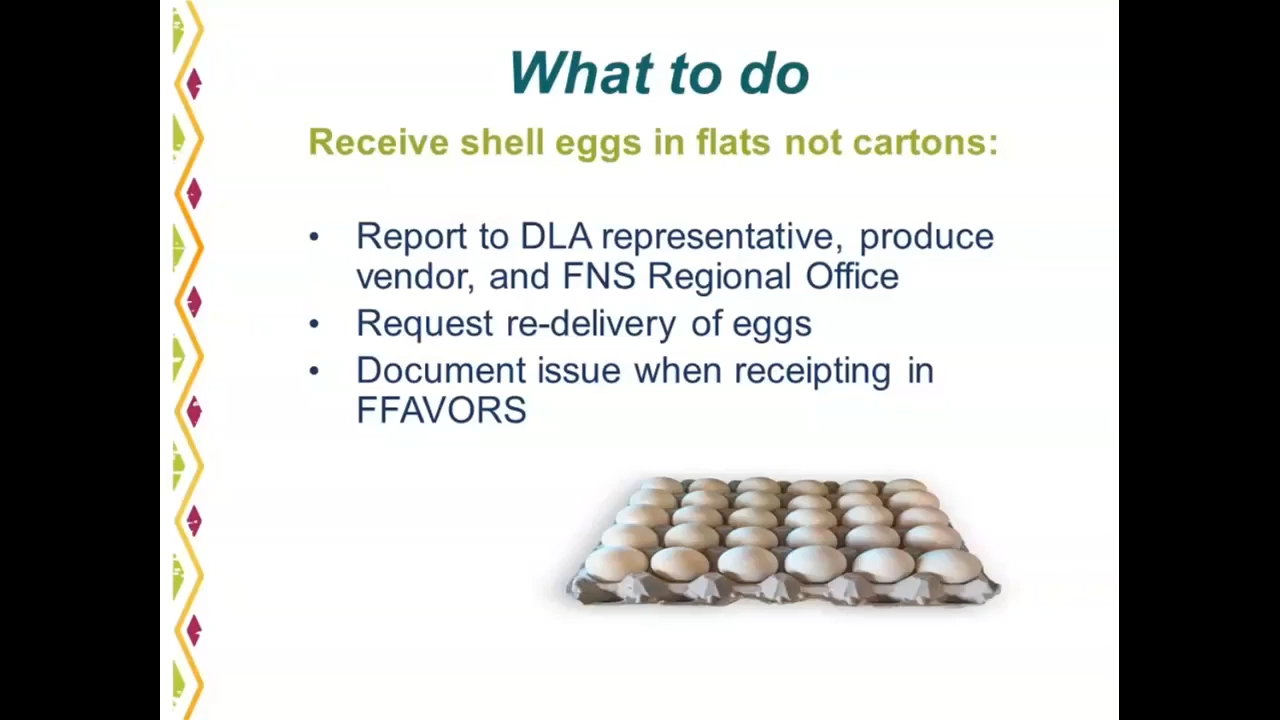 What to do
Receive shell eggs in flats not cartons:
• Report to DLA representative, produce
vendor, and FNS Regional Office
• Request re-delivery of eggs
• Document issue when receipting in
FFAVORS